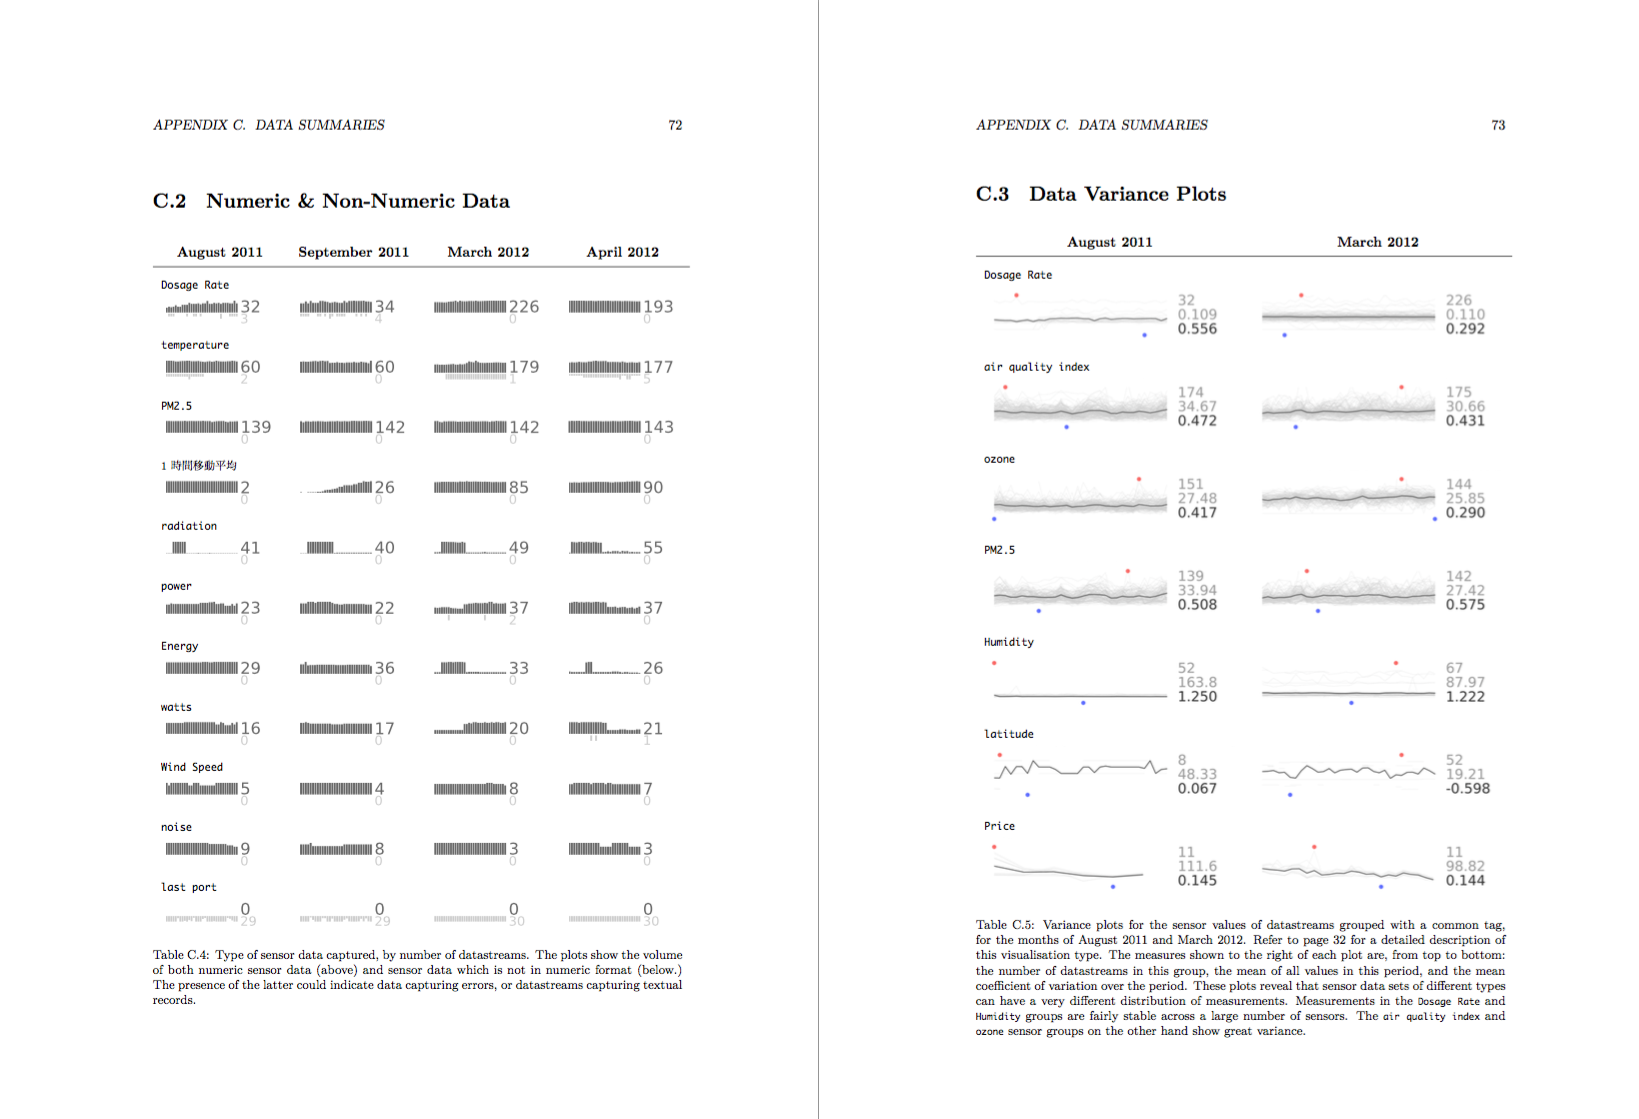 APPENDIX C. DATA SUMMARIES 72
C.2 Numeric & Non-Numeric Data
August 2011 September 2011 March 2012 April 2012
Dosage Rate
32 34 226 193
3 4 0 0
temperature
60 60 179 177
2 0 1 5
PM2.5
139 142 142 143
0 0 0 0
1 時間移動平均
2 26 85 90
0 0 0 0
radiation
41 40 49 55
0 0 0 0
power
23 22 37 37
0 0 2 0
Energy
29 36 33 26
0 0 0 0
watts
16 17 20 21
0 0 0 1
Wind Speed
5 4 8 7
0 0 0 0
noise
9 8 3 3
0 0 0 0
last port
0 0 0 0
29 29 30 30
Table C.4: Type of sensor data captured, by number of datastreams. The plots show the volume
of both numeric sensor data (above) and sensor data which is not in numeric format (below.)
The presence of the latter could indicate data capturing errors, or datastreams capturing textual
records.
APPENDIX C. DATA SUMMARIES 73
C.3 Data Variance Plots
August 2011 March 2012
Dosage Rate
32 226
0.109 0.110
0.556 0.292
air quality index
174 175
34.67 30.66
0.472 0.431
ozone
151 144
27.48 25.85
0.417 0.290
PM2.5
139 142
33.94 27.42
0.508 0.575
Humidity
52 67
163.8 87.97
1.250 1.222
latitude
8 52
48.33 19.21
0.067 -0.598
Price
11 11
111.6 98.82
0.145 0.144
Table C.5: Variance plots for the sensor values of datastreams grouped with a common tag,
for the months of August 2011 and March 2012. Refer to page 32 for a detailed description of
this visualisation type. The measures shown to the right of each plot are, from top to bottom:
the number of datastreams in this group, the mean of all values in this period, and the mean
coefficient of variation over the period. These plots reveal that sensor data sets of different types
can have a very different distribution of measurements. Measurements in the Dosage Rate and
Humidity groups are fairly stable across a large number of sensors. The air quality index and
ozone sensor groups on the other hand show great variance.